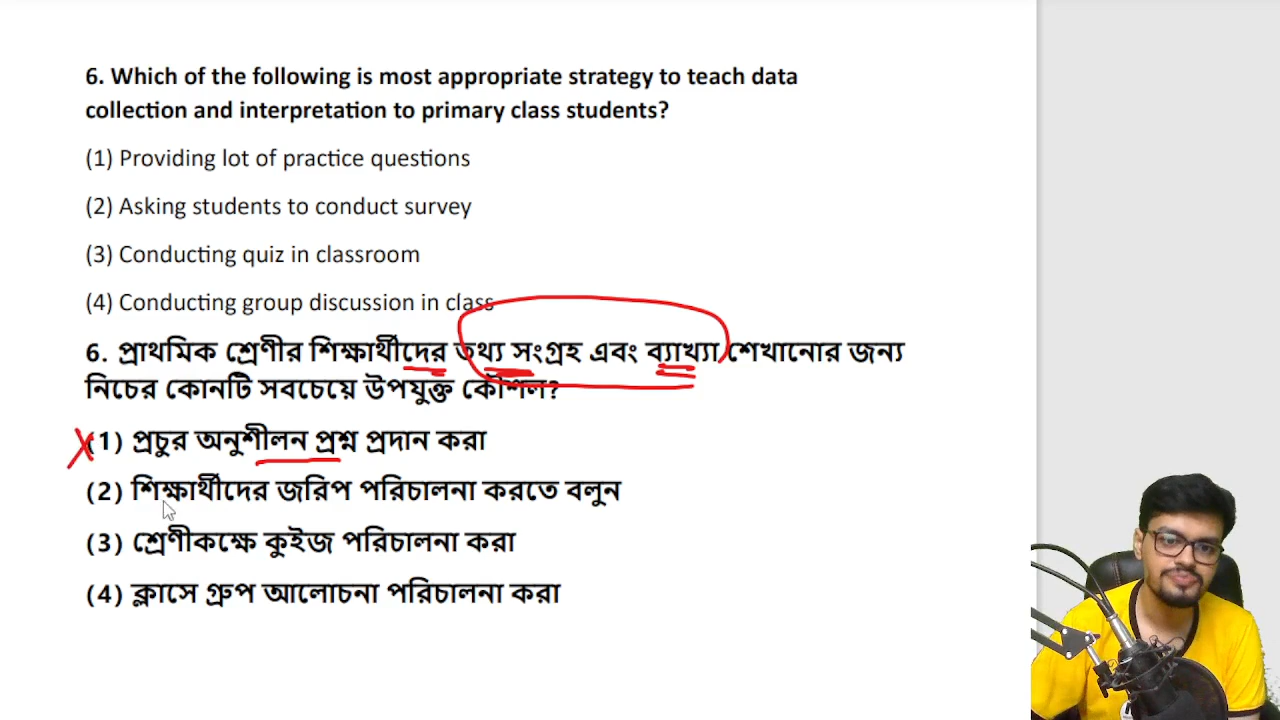 6. Which of the following is most appropriate strategy to teach data
collection and interpretation to primary class students?
(1) Providing lot of practice questions
(2) Asking students to conduct survey
(3) Conducting quiz in classroom
(4) Conducting group discussion in class
6. প্রাথমিক শ্রেণীর শিক্ষার্থীদের তথ্য সংগ্রহ এবং ব্যাখ্যা শেখানোর জন্য
নিচের কোনটি সবচেয়ে উপযুক্ত কৌশল?
(1) প্রচুর অনুশীলন প্রশ্ন প্রদান করা
(2) শিক্ষার্থীদের জরিপ পরিচালনা করতে বলুন
(3) শ্রেণীকক্ষে কুইজ পরিচালনা করা
(4) ক্লাসে গ্রুপ আলোচনা পরিচালনা করা